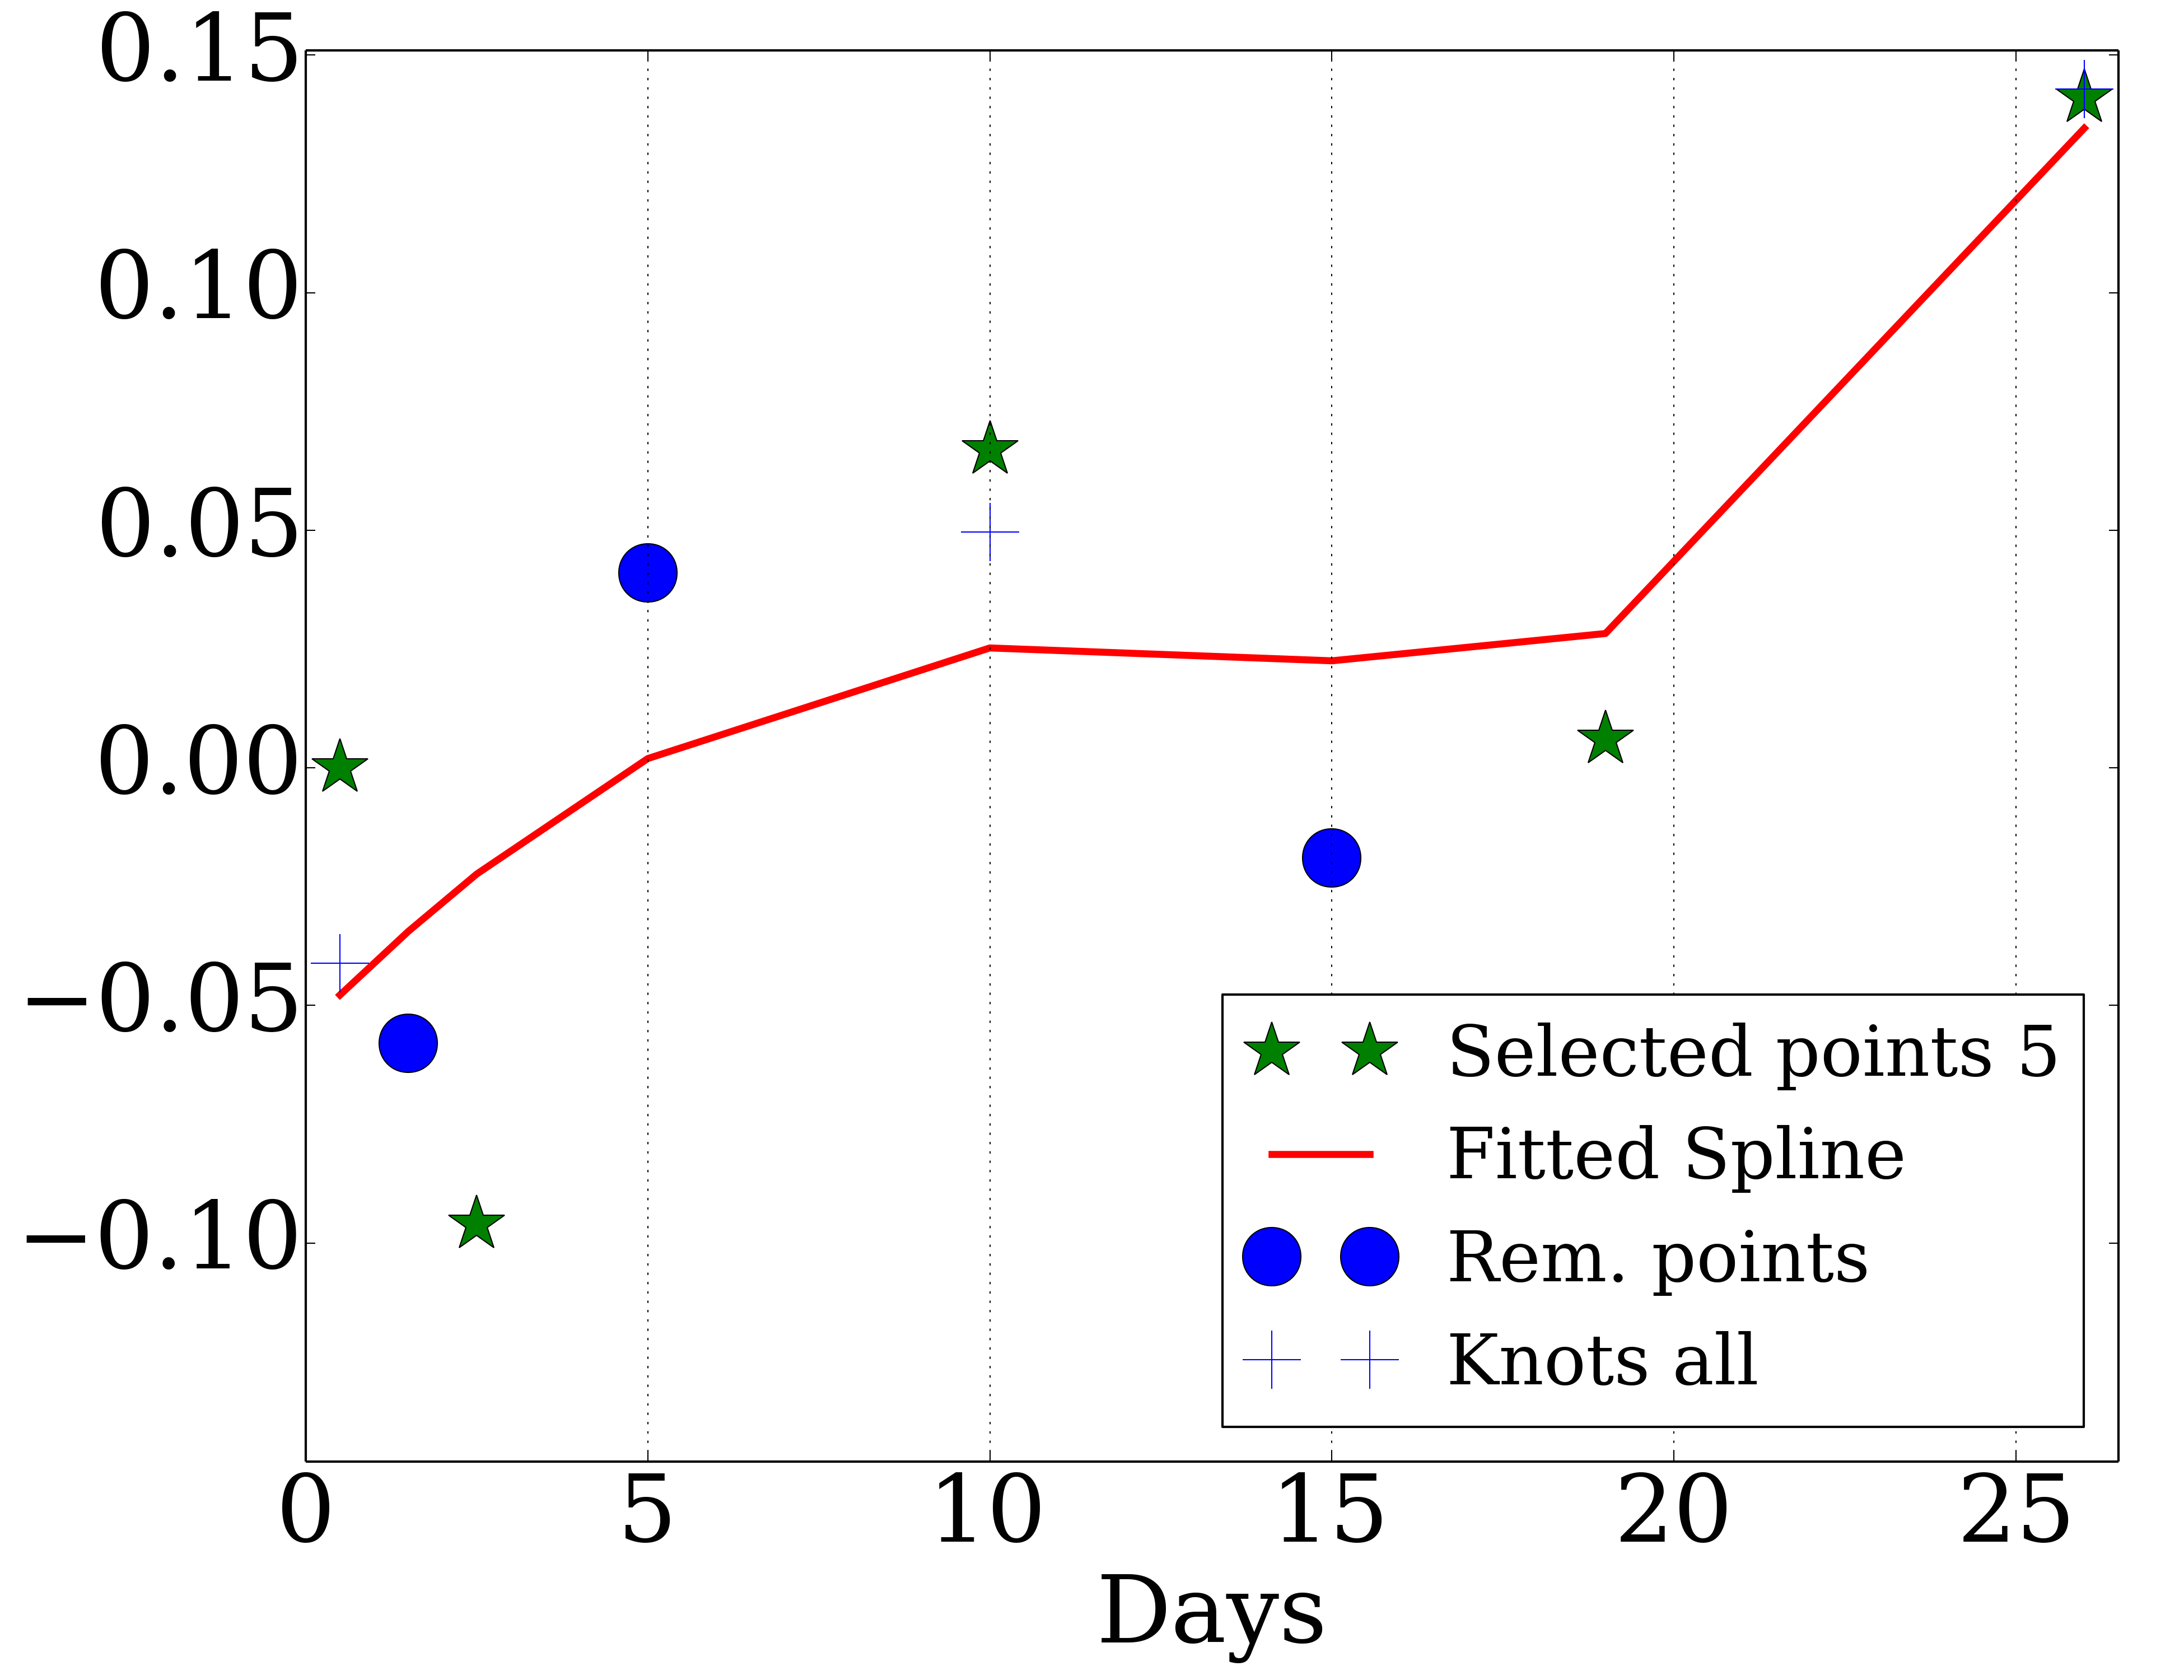 0.15
0.10
0.05
0.00
−0.05
−0.10
Selected points 5
Fitted Spline
Rem. points
Knots all
0 5 10 15 20 25
Days